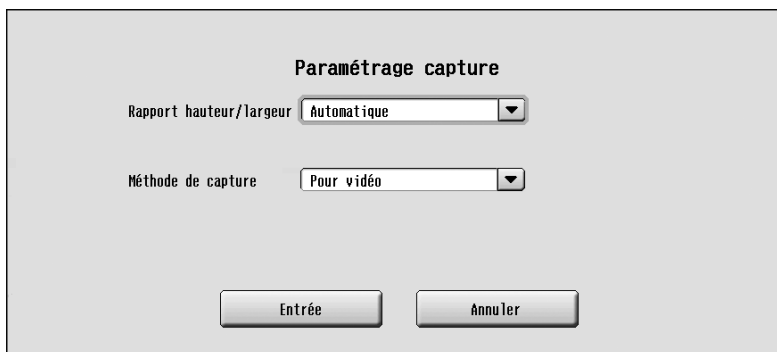 Paramétrage capture
Rapport hauteur/largeur Automatique
Méthode de capture Pour vidéo
Entrée Annuler